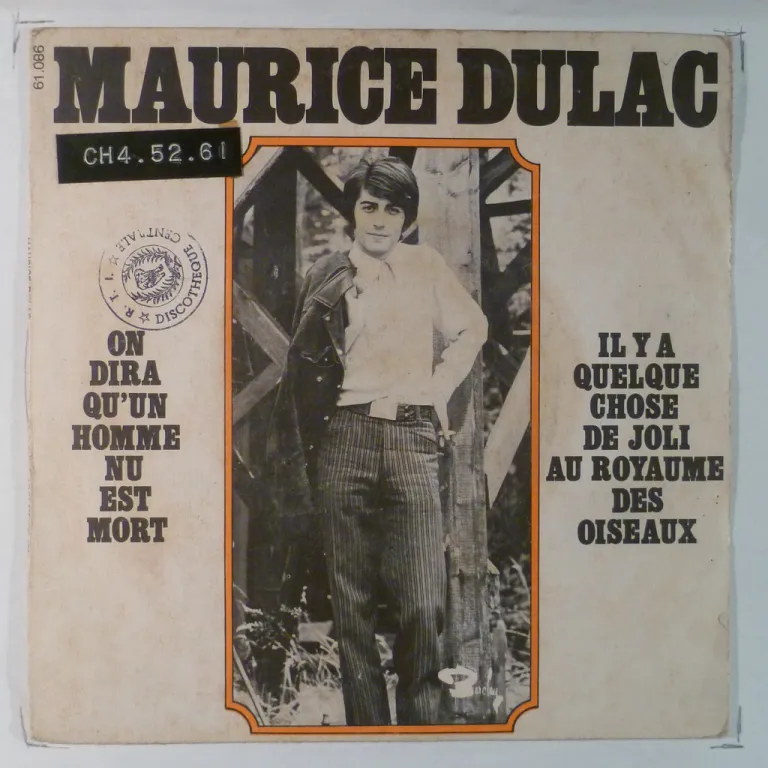 61.086
MAURICE DULAC
CH4.52.61
R.T.I. ☆ DISCOTHEQUE CENTRALE ☆
ON
DIRA
QU'UN
HOMME
NU
EST
MORT
IL Y A
QUELQUE
CHOSE
DE JOLI
AU ROYAUME
DES
OISEAUX
Barclay